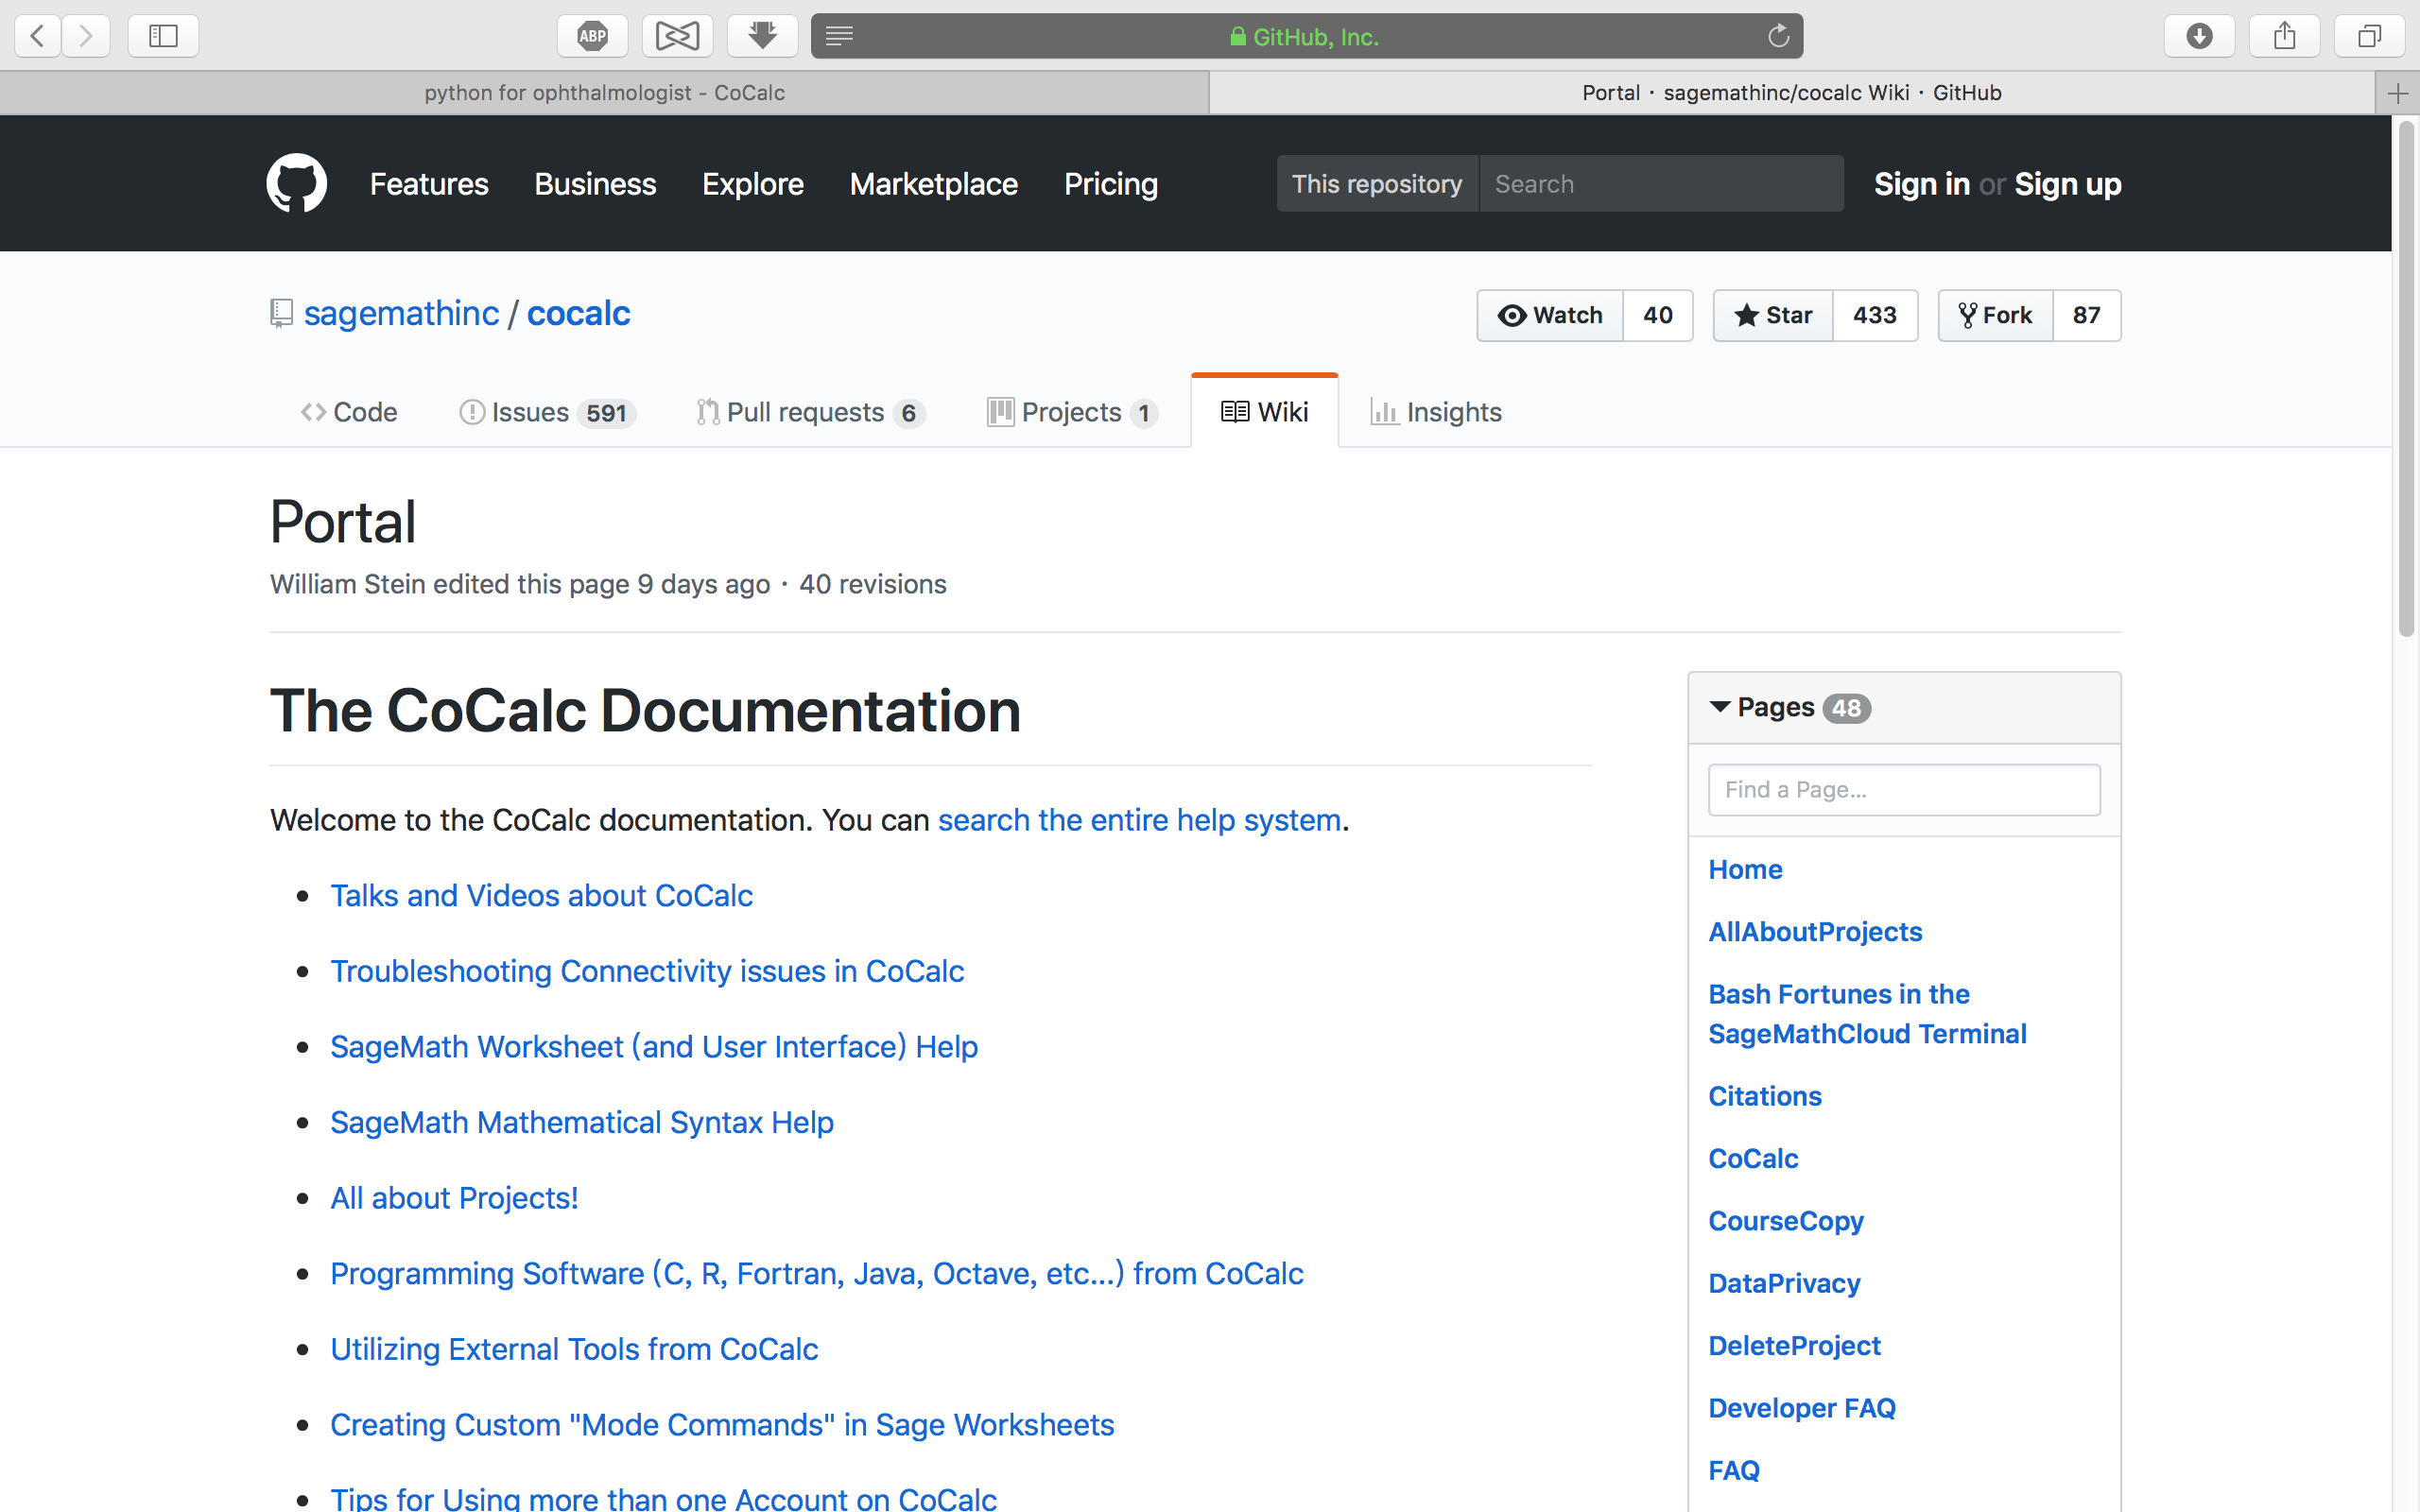 ABP
GitHub, Inc.
python for ophthalmologist - CoCalc
Portal · sagemathinc/cocalc Wiki · GitHub
Features Business Explore Marketplace Pricing This repository Search Sign in or Sign up
sagemathinc / cocalc
Watch 40 Star 433 Fork 87
Code Issues 591 Pull requests 6 Projects 1 Wiki Insights
Portal
William Stein edited this page 9 days ago · 40 revisions
The CoCalc Documentation
Welcome to the CoCalc documentation. You can search the entire help system.
• Talks and Videos about CoCalc
• Troubleshooting Connectivity issues in CoCalc
• SageMath Worksheet (and User Interface) Help
• SageMath Mathematical Syntax Help
• All about Projects!
• Programming Software (C, R, Fortran, Java, Octave, etc...) from CoCalc
• Utilizing External Tools from CoCalc
• Creating Custom "Mode Commands" in Sage Worksheets
• Tips for Using more than one Account on CoCalc
Pages 48
Find a Page...
Home
AllAboutProjects
Bash Fortunes in the
SageMathCloud Terminal
Citations
CoCalc
CourseCopy
DataPrivacy
DeleteProject
Developer FAQ
FAQ